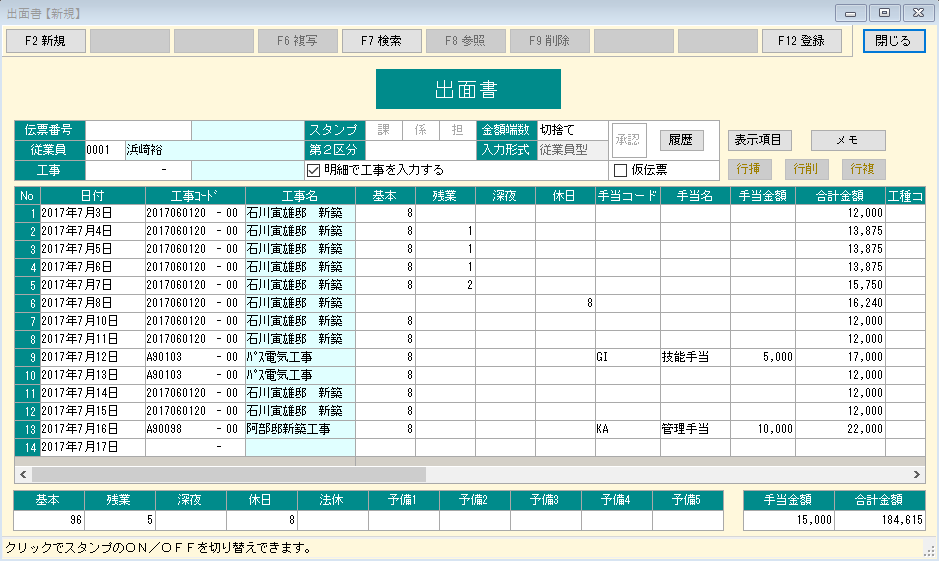 出面書【新規】
F2 新規 F6 複写 F7 検索 F8 参照 F9 削除 F12 登録 閉じる
出面書
伝票番号 スタンプ 課 係 担 金額端数 切捨て 承認 履歴 表示項目 メモ
従業員 0001 浜崎裕 第２区分 入力形式 従業員型
工事 - 明細で工事を入力する 仮伝票 行挿 行削 行複
No 日付 工事ｺｰﾄﾞ 工事名 基本 残業 深夜 休日 手当コード 手当名 手当金額 合計金額 工種コ
1 2017年7月3日 2017060120 - 00 石川寅雄邸　新築 8 12,000
2 2017年7月4日 2017060120 - 00 石川寅雄邸　新築 8 1 13,875
3 2017年7月5日 2017060120 - 00 石川寅雄邸　新築 8 1 13,875
4 2017年7月6日 2017060120 - 00 石川寅雄邸　新築 8 1 13,875
5 2017年7月7日 2017060120 - 00 石川寅雄邸　新築 8 2 15,750
6 2017年7月8日 2017060120 - 00 石川寅雄邸　新築 8 16,240
7 2017年7月10日 2017060120 - 00 石川寅雄邸　新築 8 12,000
8 2017年7月11日 2017060120 - 00 石川寅雄邸　新築 8 12,000
9 2017年7月12日 A90103 - 00 ﾊﾟｽ電気工事 8 GI 技能手当 5,000 17,000
10 2017年7月13日 A90103 - 00 ﾊﾟｽ電気工事 8 12,000
11 2017年7月14日 2017060120 - 00 石川寅雄邸　新築 8 12,000
12 2017年7月15日 2017060120 - 00 石川寅雄邸　新築 8 12,000
13 2017年7月16日 A90098 - 00 阿部邸新築工事 8 KA 管理手当 10,000 22,000
14 2017年7月17日 -
基本 残業 深夜 休日 法休 予備1 予備2 予備3 予備4 予備5 手当金額 合計金額
96 5 8 15,000 184,615
クリックでスタンプのＯＮ／ＯＦＦを切り替えできます。